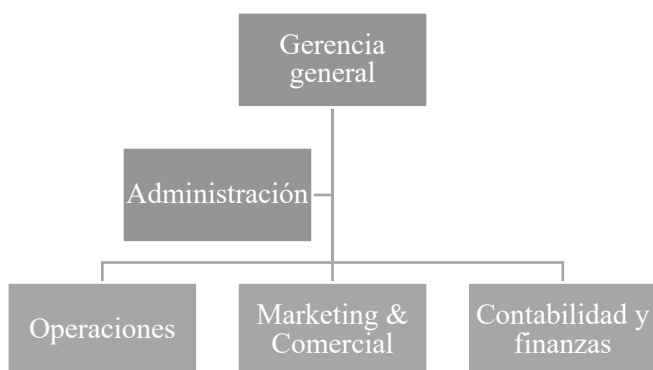 Gerencia
general
Administración
Operaciones
Marketing &
Comercial
Contabilidad y
finanzas